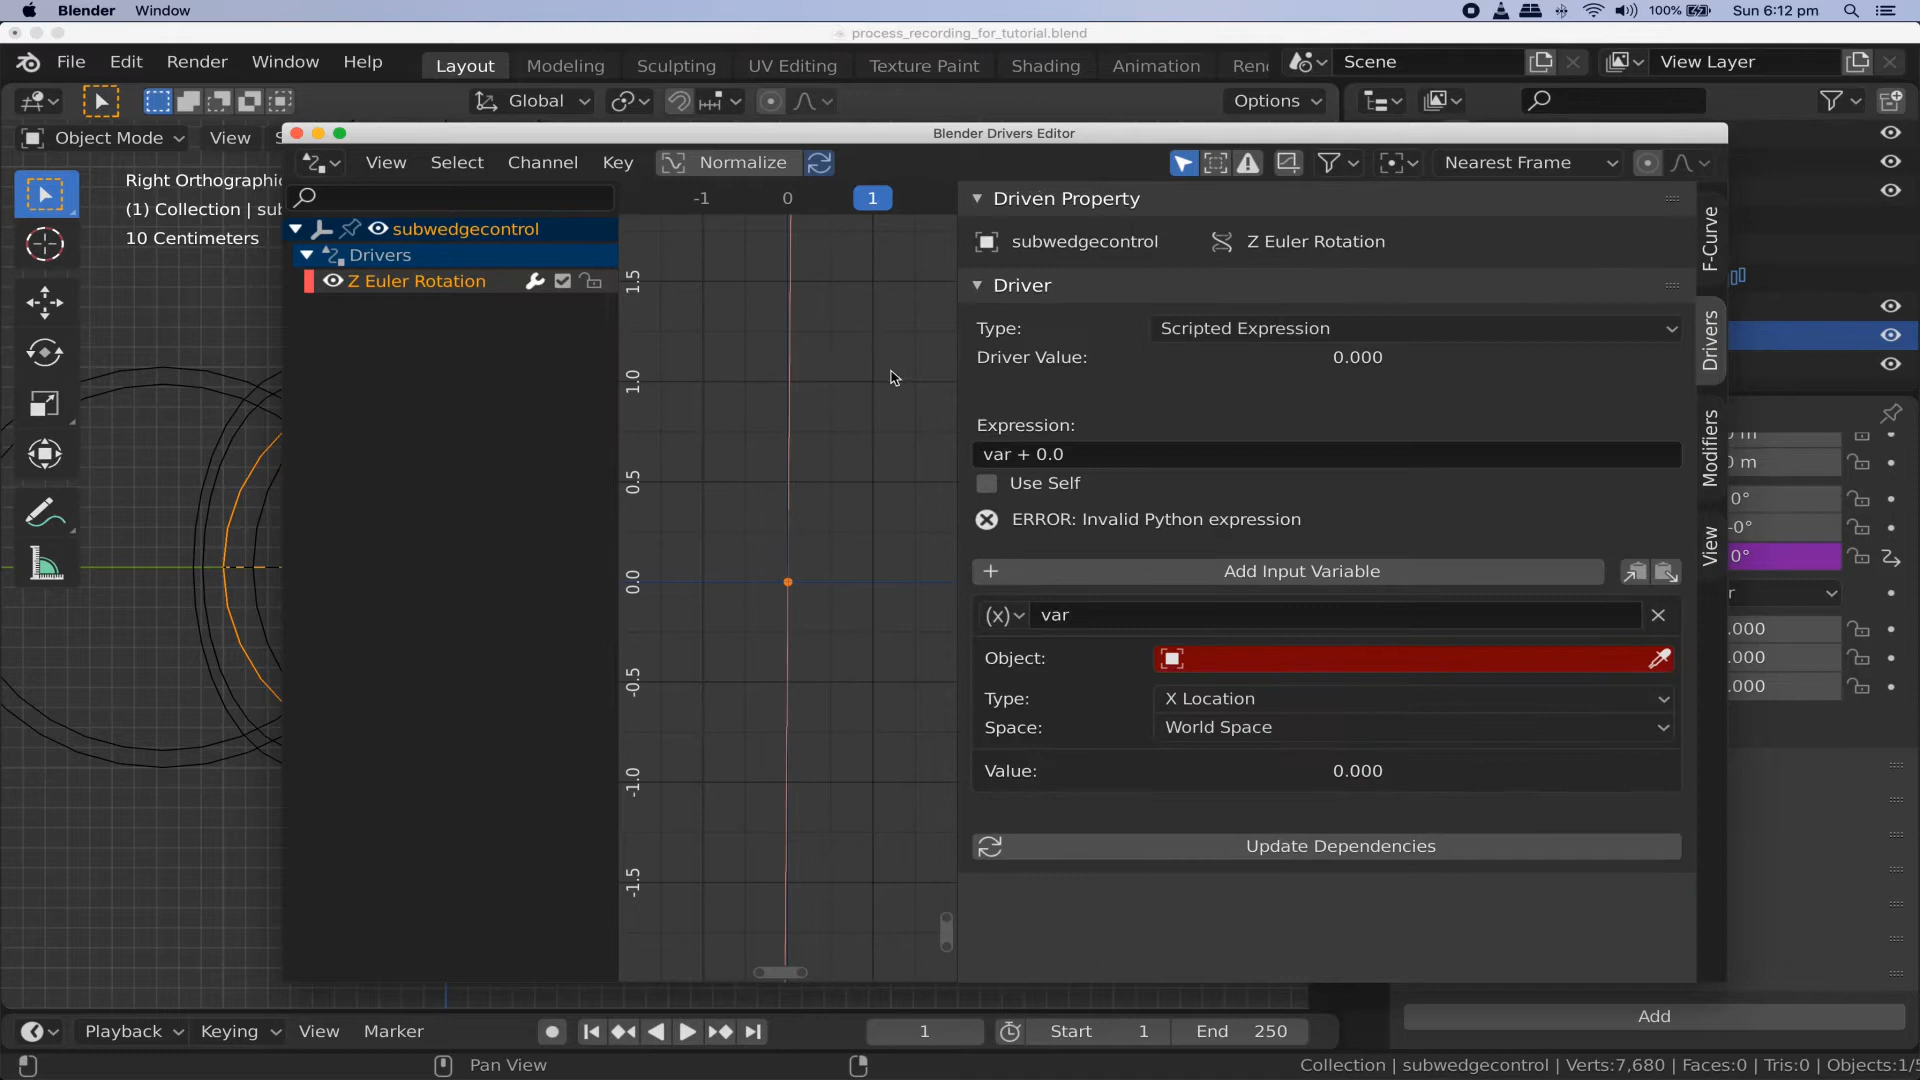 Blender Window 100% Sun 6:12 pm
process_recording_for_tutorial.blend
File Edit Render Window Help Layout Modeling Sculpting UV Editing Texture Paint Shading Animation Scene View Layer
Global Options
Object Mode View
Blender Drivers Editor
View Select Channel Key Normalize Nearest Frame
Right Orthographic
(1) Collection | sub
10 Centimeters
-1 0 1
1.5
1.0
0.5
0.0
-0.5
-1.0
-1.5
subwedgecontrol
Drivers
Z Euler Rotation
Driven Property
subwedgecontrol Z Euler Rotation
Driver
Type: Scripted Expression
Driver Value: 0.000
Expression:
var + 0.0
Use Self
ERROR: Invalid Python expression
Add Input Variable
(x) var
Object:
Type: X Location
Space: World Space
Value: 0.000
Update Dependencies
F-Curve
Drivers
Modifiers
View
0 m
0°
-0°
0°
.000
.000
.000
Add
Playback Keying View Marker 1 Start 1 End 250
Pan View Collection | subwedgecontrol | Verts:7,680 | Faces:0 | Tris:0 | Objects:1/